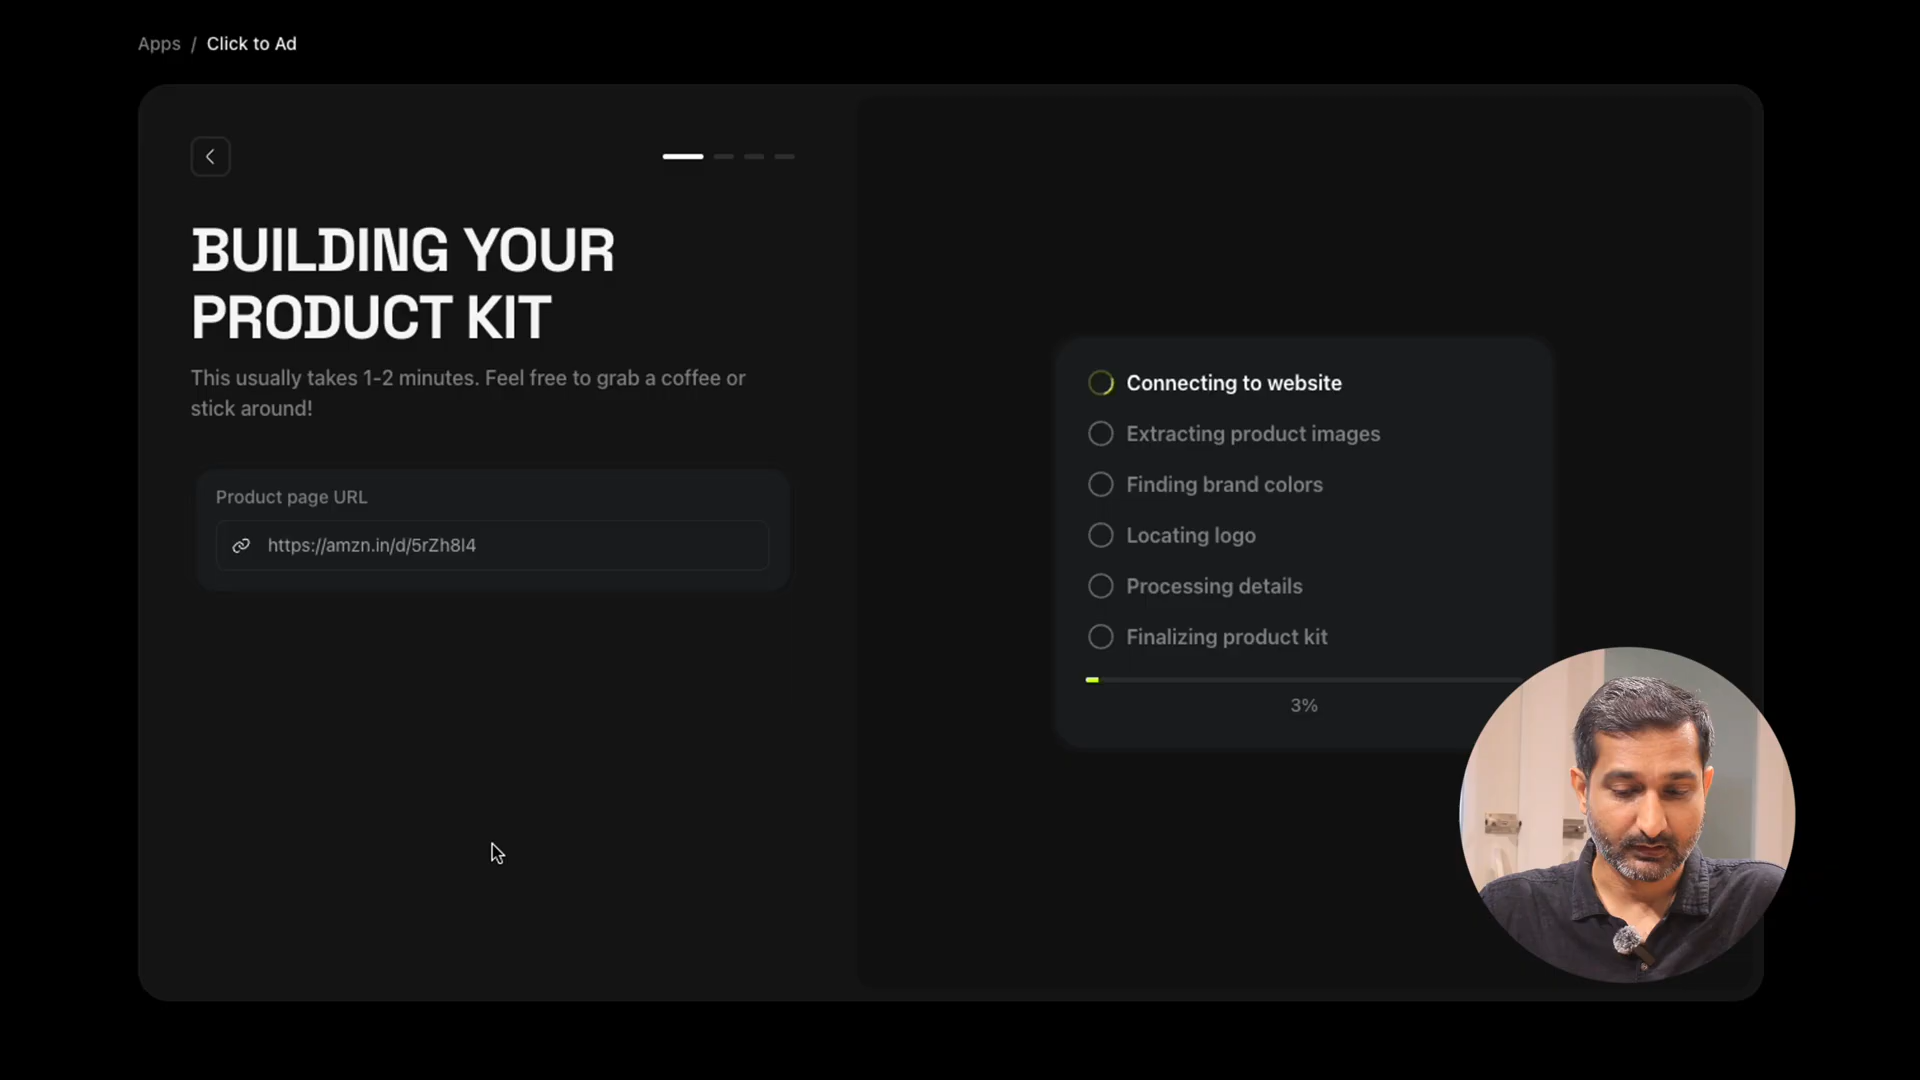 Apps / Click to Ad
BUILDING YOUR
PRODUCT KIT
This usually takes 1-2 minutes. Feel free to grab a coffee or
stick around!
Product page URL
https://amzn.in/d/5rZh8l4
Connecting to website
Extracting product images
Finding brand colors
Locating logo
Processing details
Finalizing product kit
3%